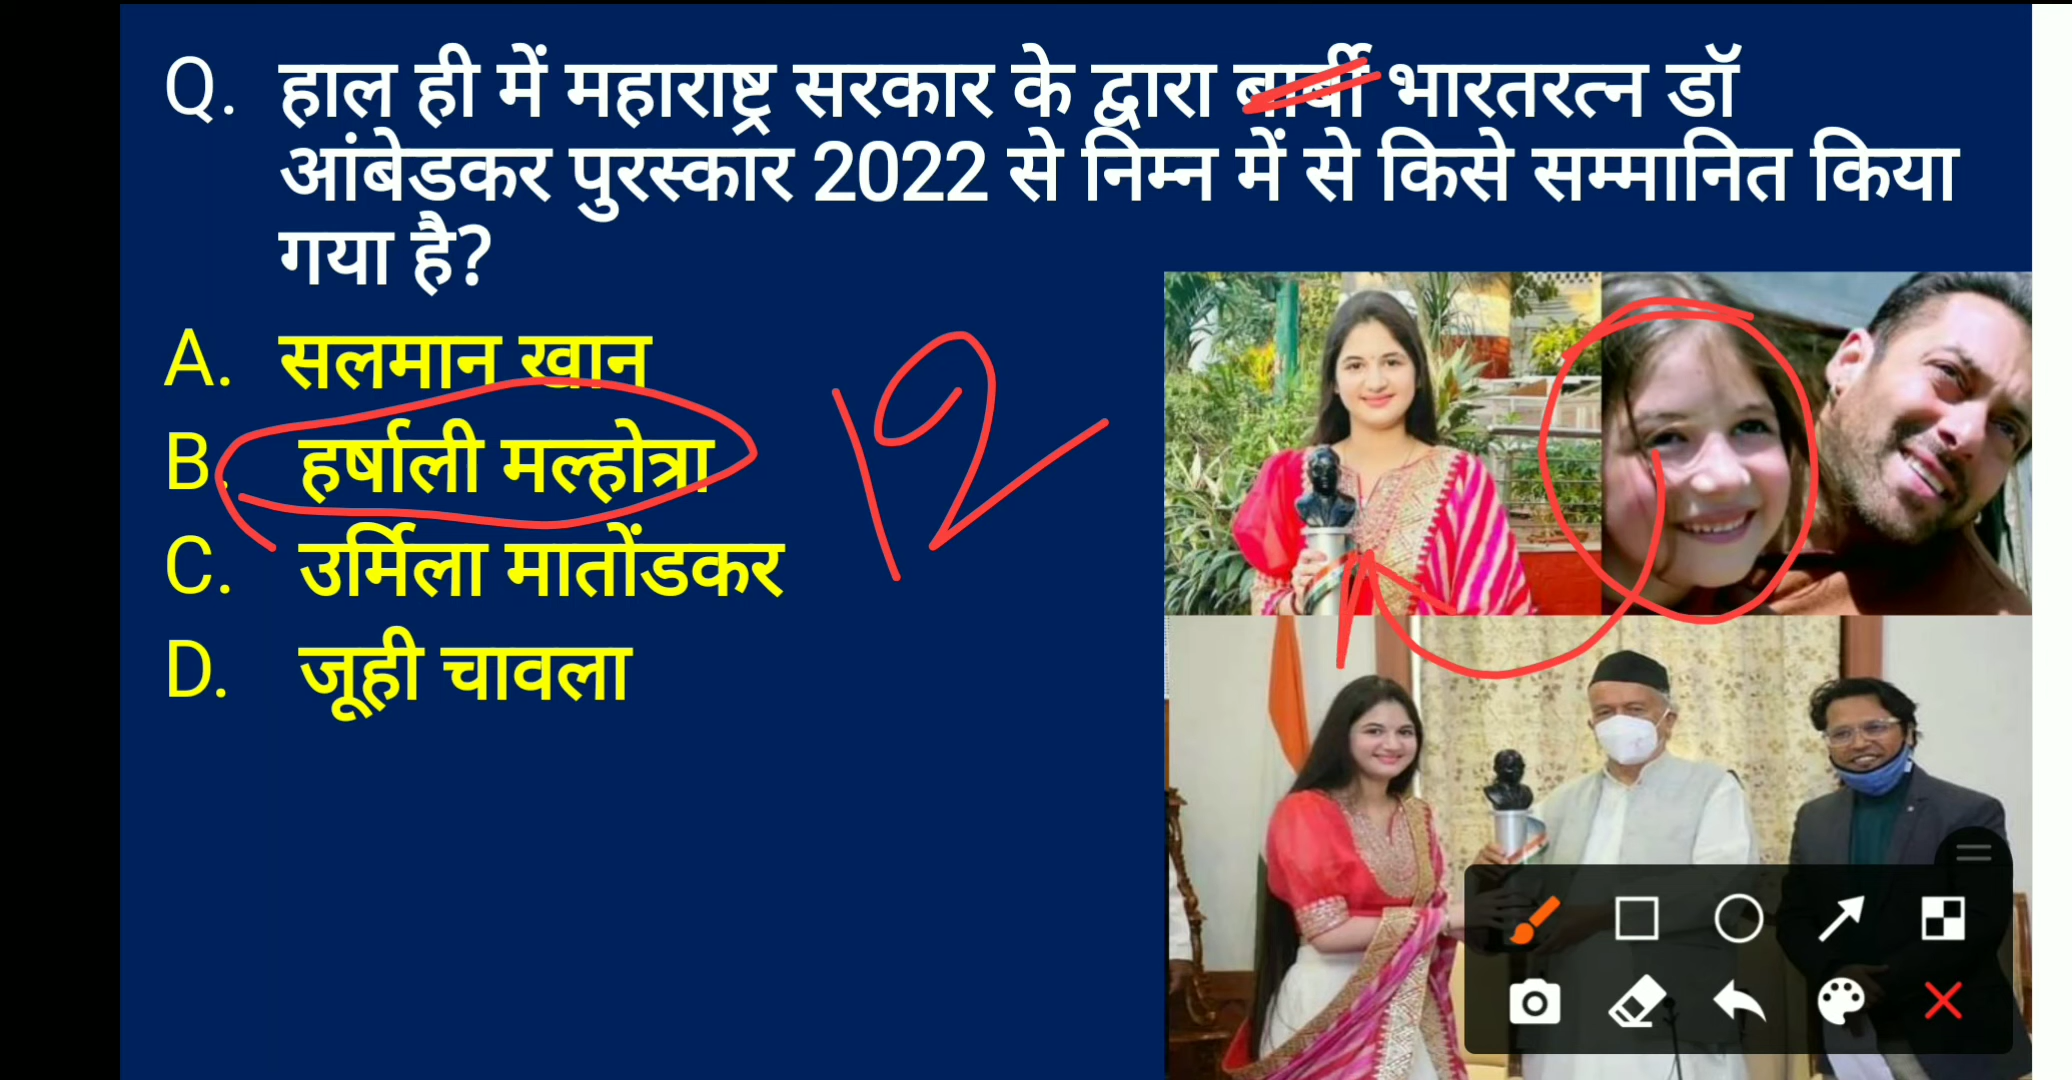 Q. हाल ही में महाराष्ट्र सरकार के द्वारा बार्बी भारतरत्न डॉ
आंबेडकर पुरस्कार 2022 से निम्न में से किसे सम्मानित किया
गया है?
A. सलमान खान
B. हर्षाली मल्होत्रा
C. उर्मिला मातोंडकर
D. जूही चावला
12